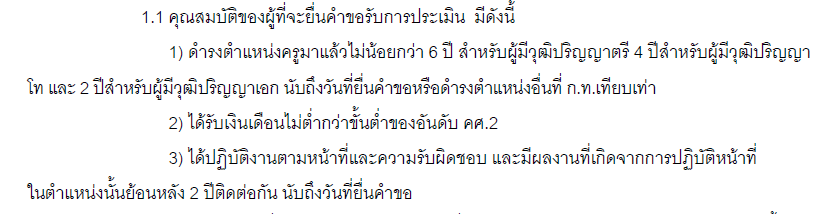 1.1 คุณสมบัติของผู้ที่จะยื่นคำขอรับการประเมิน มีดังนี้
1) ดำรงตำแหน่งครูมาแล้วไม่น้อยกว่า 6 ปี สำหรับผู้มีวุฒิปริญญาตรี 4 ปีสำหรับผู้มีวุฒิปริญญา
โท และ 2 ปีสำหรับผู้มีวุฒิปริญญาเอก นับถึงวันที่ยื่นคำขอหรือดำรงตำแหน่งอื่นที่ ก.ท.เทียบเท่า
2) ได้รับเงินเดือนไม่ต่ำกว่าขั้นต่ำของอันดับ คศ.2
3) ได้ปฏิบัติงานตามหน้าที่และความรับผิดชอบ และมีผลงานที่เกิดจากการปฏิบัติหน้าที่
ในตำแหน่งนั้นย้อนหลัง 2 ปีติดต่อกัน นับถึงวันที่ยื่นคำขอ